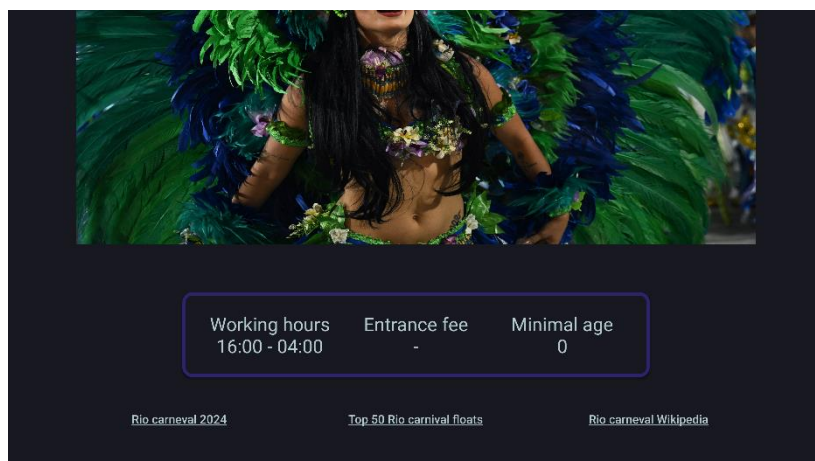 Working hours Entrance fee Minimal age
16:00 - 04:00 - 0
Rio carneval 2024 Top 50 Rio carnival floats Rio carneval Wikipedia